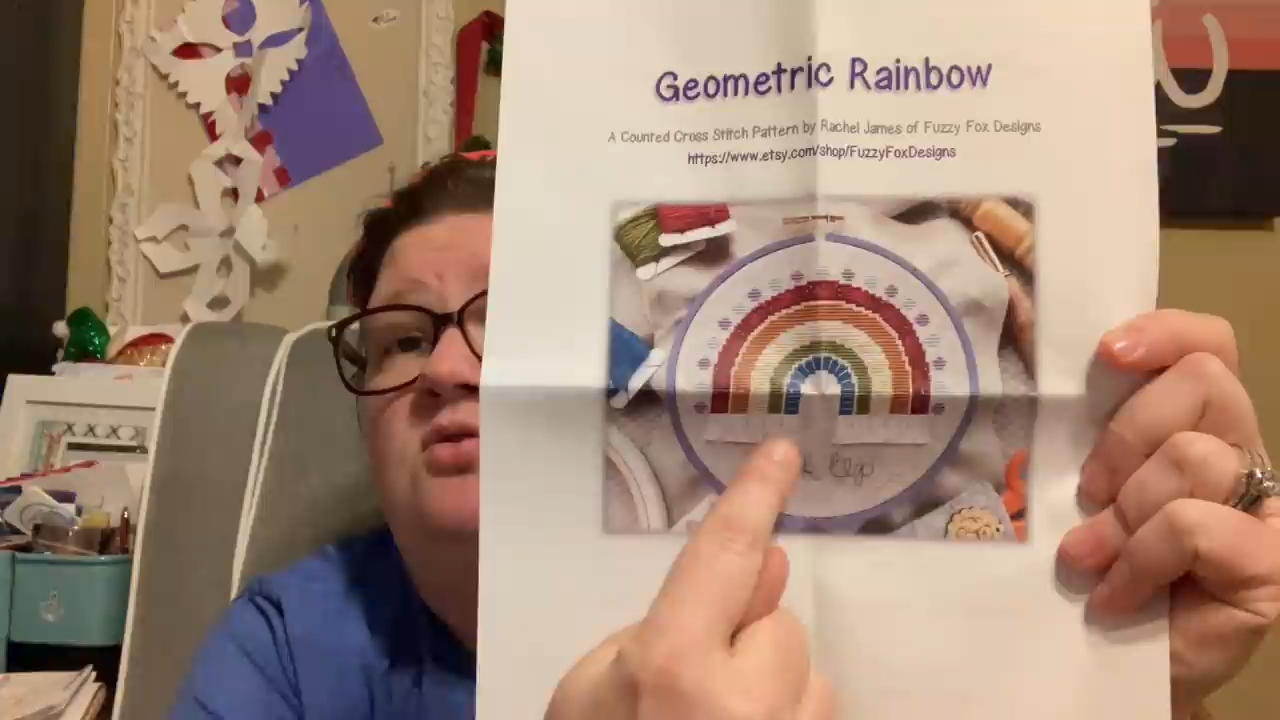 Geometric Rainbow
A Counted Cross Stitch Pattern by Rachel James of Fuzzy Fox Designs
https://www.etsy.com/shop/FuzzyFoxDesigns